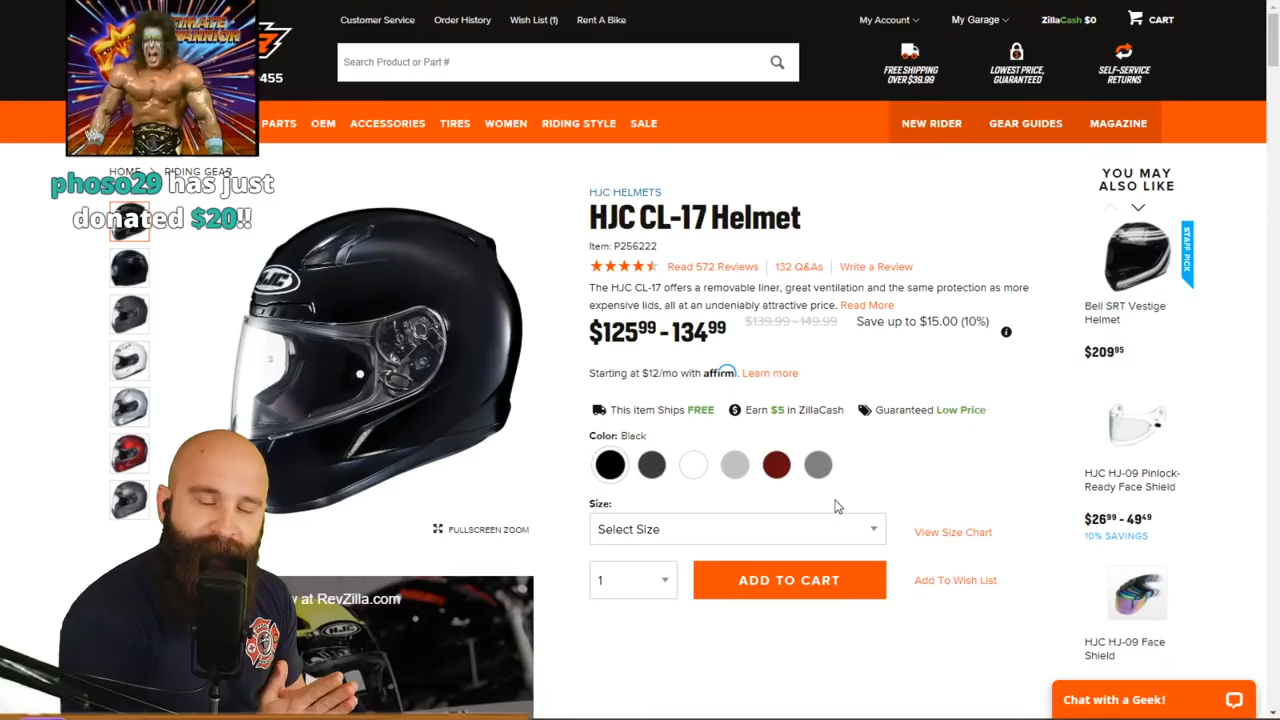 Customer Service
Order History
Wish List (1)
Rent A Bike
My Account
My Garage
ZillaCash $0
CART
455
Search Product or Part #
FREE SHIPPING
OVER $39.99
LOWEST PRICE,
GUARANTEED
SELF-SERVICE
RETURNS
PARTS
OEM
ACCESSORIES
TIRES
WOMEN
RIDING STYLE
SALE
NEW RIDER
GEAR GUIDES
MAGAZINE
HOME
RIDING GEAR
phoso29 has just
donated $20!!
HJC
HJC HELMETS
HJC CL-17 Helmet
Item: P256222
Read 572 Reviews
132 Q&As
Write a Review
The HJC CL-17 offers a removable liner, great ventilation and the same protection as more
expensive lids, all at an undeniably attractive price. Read More
$125.99 - 134.99
$139.99 - 149.99
Save up to $15.00 (10%)
Starting at $12/mo with affirm. Learn more
This item Ships FREE
Earn $5 in ZillaCash
Guaranteed Low Price
Color: Black
Size:
Select Size
View Size Chart
1
ADD TO CART
Add To Wish List
FULLSCREEN ZOOM
at RevZilla.com
HJC
YOU MAY
ALSO LIKE
STAFF PICK
Bell SRT Vestige
Helmet
$209.95
HJC HJ-09 Pinlock-
Ready Face Shield
$26.99 - 49.49
10% SAVINGS
HJC HJ-09 Face
Shield
Chat with a Geek!